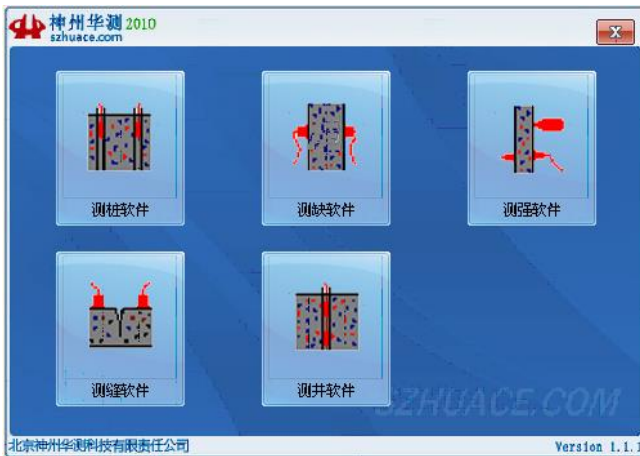 神州华测 2010
szhuace.com
X
测桩软件
测缺软件
测强软件
测缝软件
测井软件
SZHUACE.COM
北京神州华测科技有限责任公司
Version 1.1.1